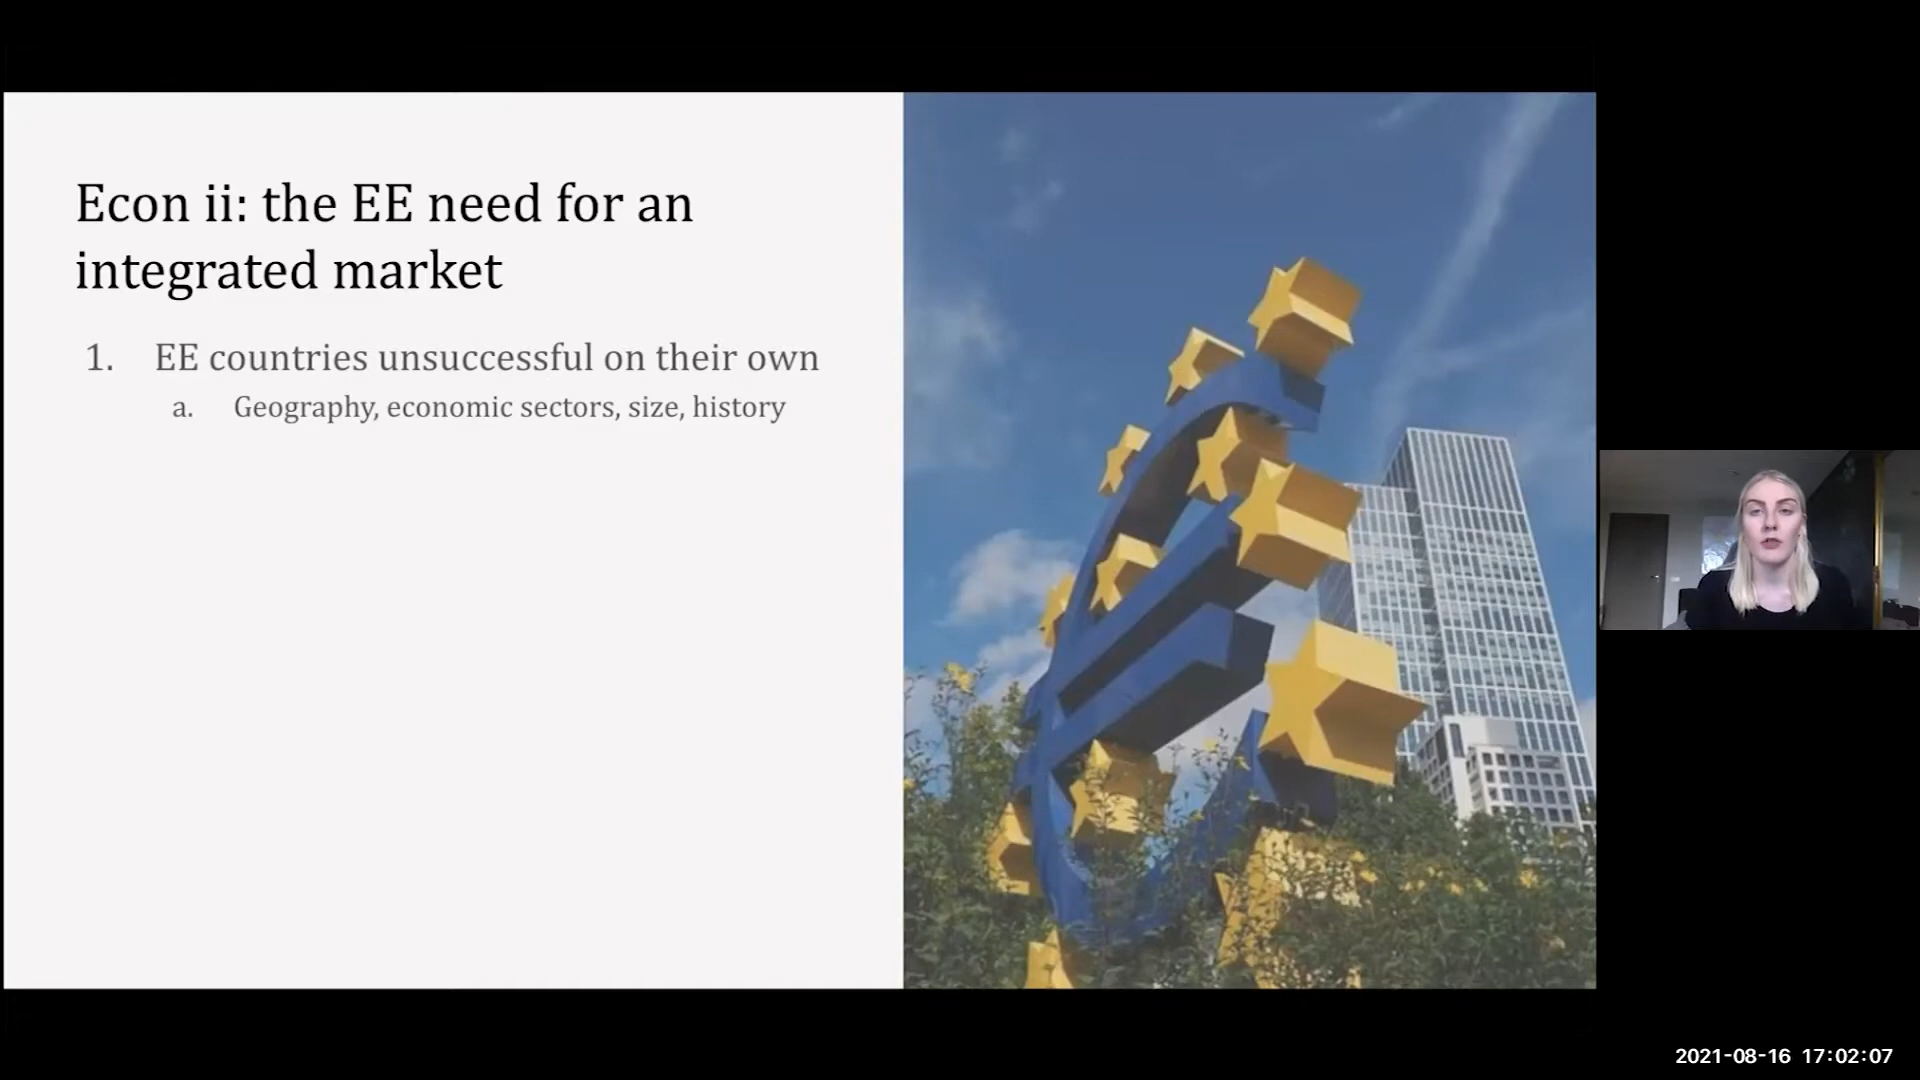 Econ ii: the EE need for an
integrated market
1. EE countries unsuccessful on their own
a. Geography, economic sectors, size, history
2021-08-16 17:02:07